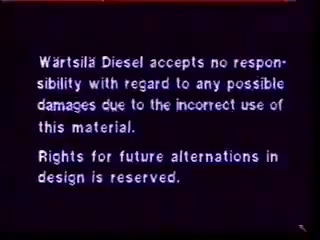 Wärtsilä Diesel accepts no respon-
sibility with regard to any possible
damages due to the incorrect use of
this material.
Rights for future alternations in
design is reserved.